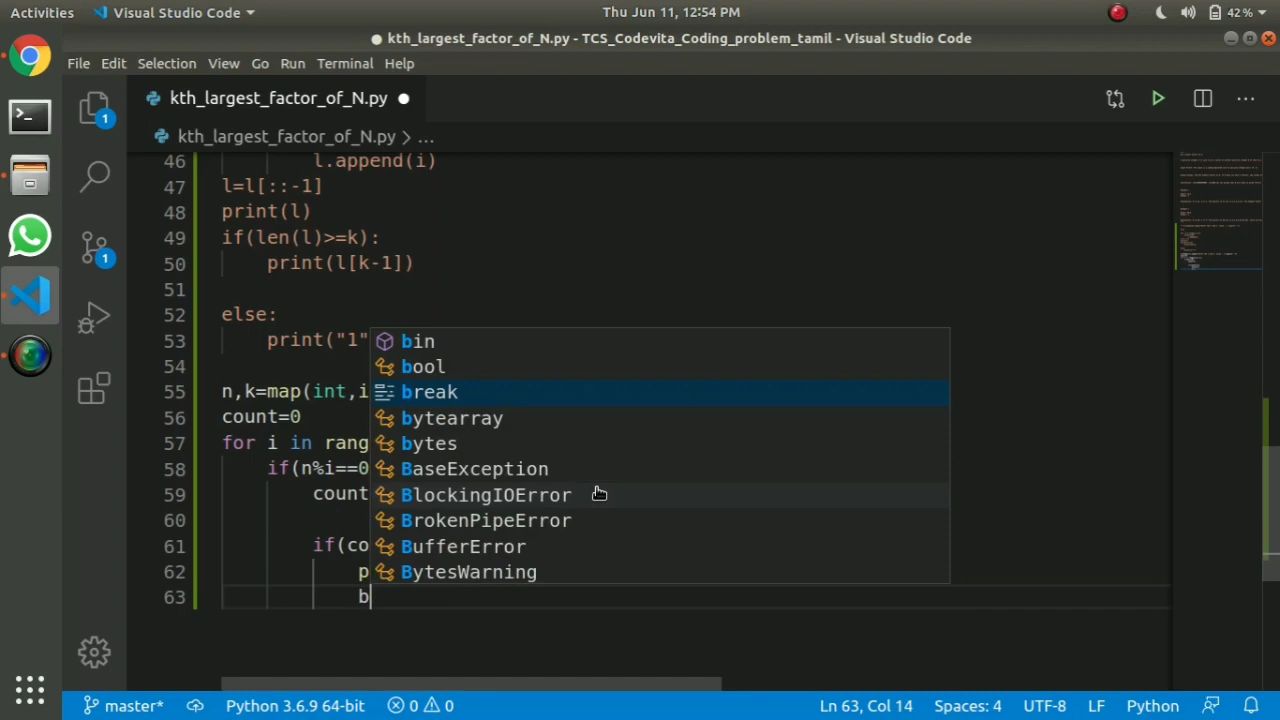 Activities Visual Studio Code Thu Jun 11, 12:54 PM 42%
kth_largest_factor_of_N.py - TCS_Codevita_Coding_problem_tamil - Visual Studio Code
File Edit Selection View Go Run Terminal Help
kth_largest_factor_of_N.py
kth_largest_factor_of_N.py > ...
46 l.append(i)
47 l=l[::-1]
48 print(l)
49 if(len(l)>=k):
50 print(l[k-1])
51
52 else:
53 print("1"
54
55 n,k=map(int,i
56 count=0
57 for i in rang
58 if(n%i==0
59 count
60
61 if(co
62 p
63 b
bin
bool
break
bytearray
bytes
BaseException
BlockingIOError
BrokenPipeError
BufferError
BytesWarning
1
1
master* Python 3.6.9 64-bit 0 0 Ln 63, Col 14 Spaces: 4 UTF-8 LF Python